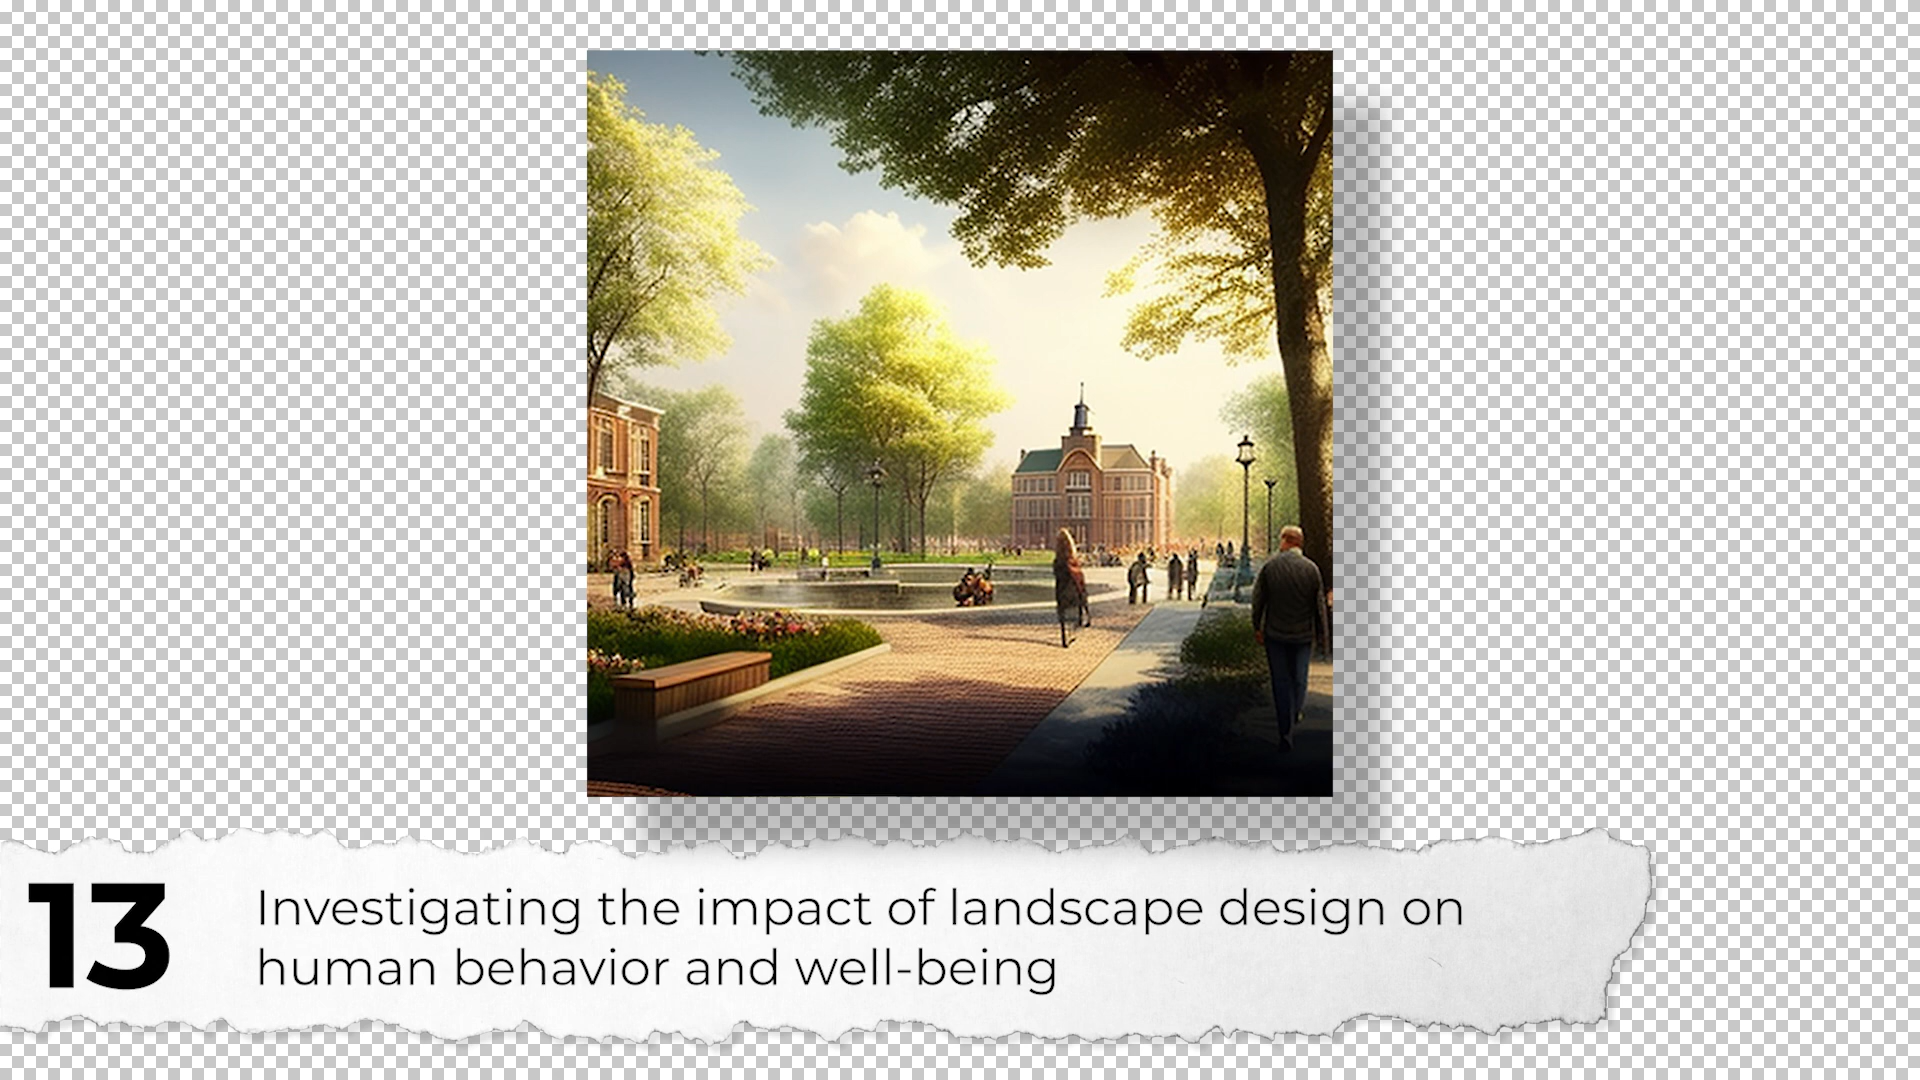 13
Investigating the impact of landscape design on
human behavior and well-being